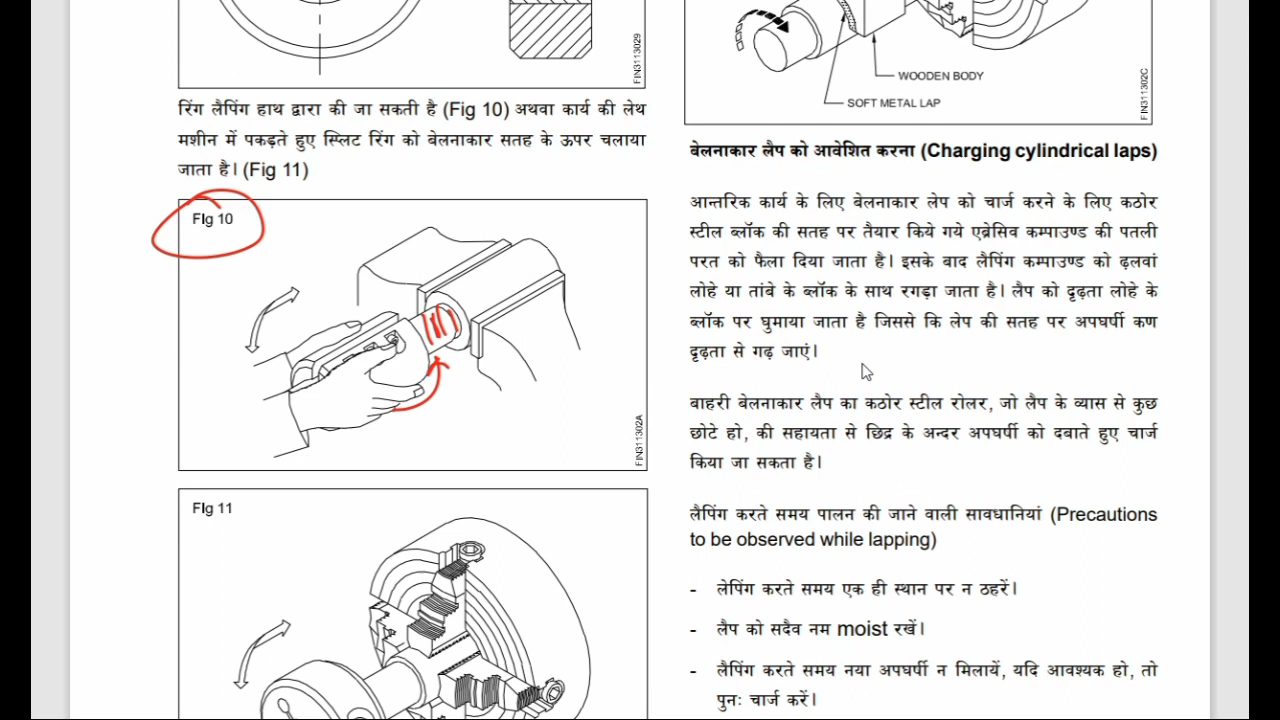 FIN3113029
रिंग लैपिंग हाथ द्वारा की जा सकती है (Fig 10) अथवा कार्य की लेथ
मशीन में पकड़ते हुए स्प्लिट रिंग को बेलनाकार सतह के ऊपर चलाया
जाता है। (Fig 11)
FIg 10
FIN311302A
FIg 11
WOODEN BODY
SOFT METAL LAP
FIN311302C
बेलनाकार लैप को आवेशित करना (Charging cylindrical laps)
आन्तरिक कार्य के लिए बेलनाकार लेप को चार्ज करने के लिए कठोर
स्टील ब्लॉक की सतह पर तैयार किये गये एब्रेसिव कम्पाउण्ड की पतली
परत को फैला दिया जाता है। इसके बाद लैपिंग कम्पाउण्ड को ढ़लवां
लोहे या तांबे के ब्लॉक के साथ रगड़ा जाता है। लैप को दृढ़ता लोहे के
ब्लॉक पर घुमाया जाता है जिससे कि लेप की सतह पर अपघर्षी कण
दृढ़ता से गढ़ जाएं।
बाहरी बेलनाकार लैप का कठोर स्टील रोलर, जो लैप के व्यास से कुछ
छोटे हो, की सहायता से छिद्र के अन्दर अपघर्षी को दबाते हुए चार्ज
किया जा सकता है।
लैपिंग करते समय पालन की जाने वाली सावधानियां (Precautions
to be observed while lapping)
- लेपिंग करते समय एक ही स्थान पर न ठहरें।
- लैप को सदैव नम moist रखें।
- लैपिंग करते समय नया अपघर्षी न मिलायें, यदि आवश्यक हो, तो
पुनः चार्ज करें।